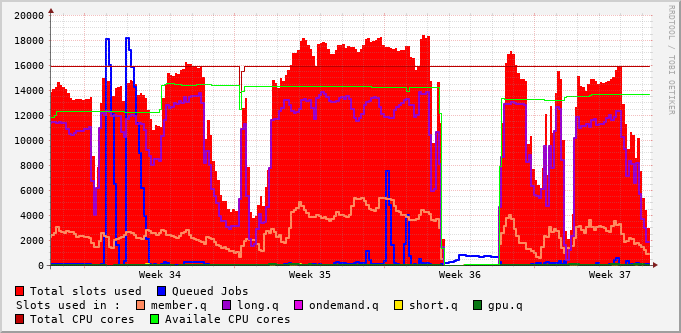 20000
18000
16000
14000
12000
10000
8000
6000
4000
2000
0
Week 34 Week 35 Week 36 Week 37
RRDTOOL / TOBI OETIKER
Total slots used Queued Jobs
Slots used in : member.q long.q ondemand.q short.q gpu.q
Total CPU cores Availale CPU cores